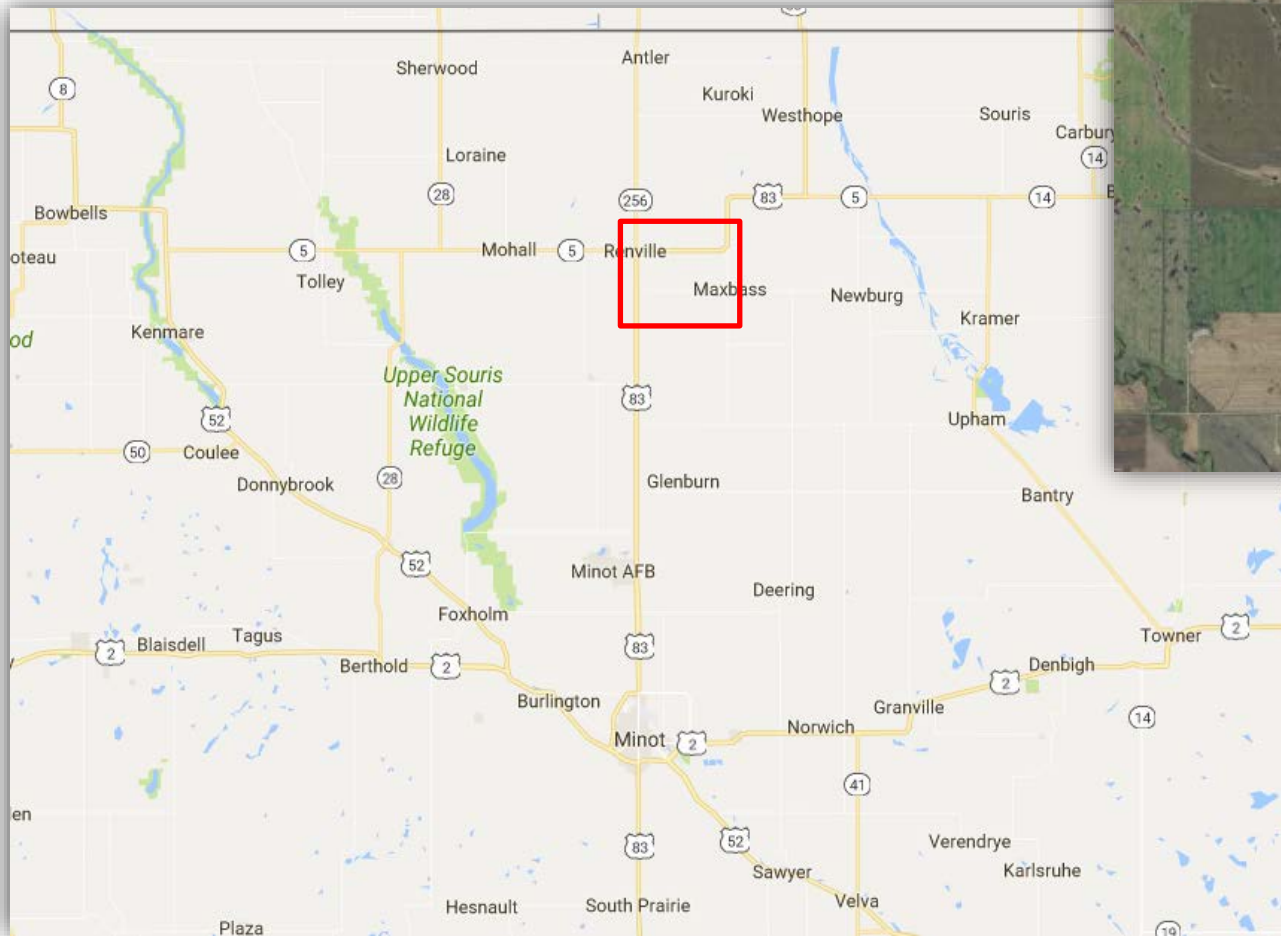 Sherwood
Antler
8
Kuroki
Westhope
Souris
Carbury
14
Loraine
28
256
83
5
14
Bowbells
5
Mohall
5
Renville
oteau
Tolley
Maxbass
Newburg
Kramer
Kenmare
od
Upper Souris
National
Wildlife
Refuge
83
52
Upham
50
Coulee
Donnybrook
28
Glenburn
Bantry
52
Minot AFB
Deering
Foxholm
Towner
2
Blaisdell
Tagus
2
Berthold
2
83
Denbigh
2
Burlington
Granville
14
Minot
2
Norwich
41
en
83
52
Verendrye
Sawyer
Karlsruhe
Hesnault
South Prairie
Velva
Plaza
19